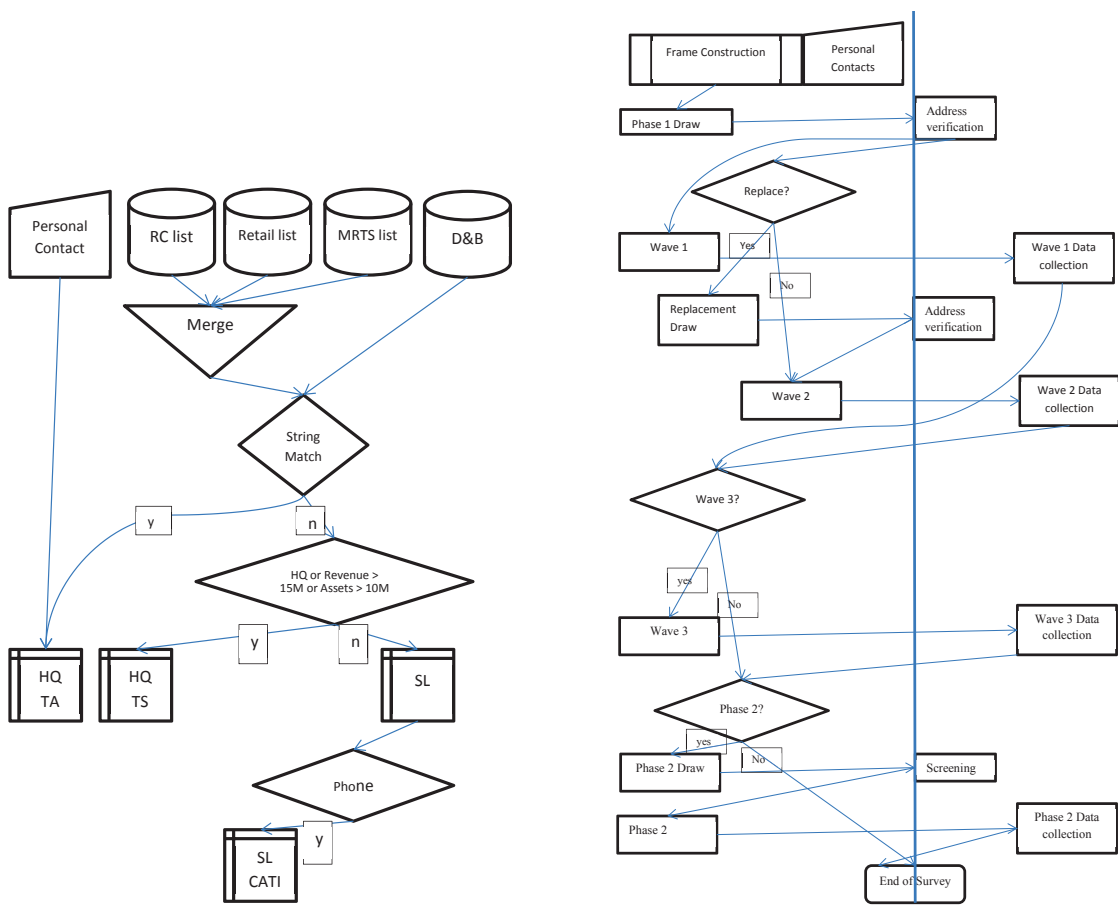 Personal
Contact
RC list
Retail list
MRTS list
D&B
Merge
String
Match
y
n
HQ or Revenue >
15M or Assets > 10M
y
n
HQ
TA
HQ
TS
SL
Phone
y
SL
CATI
Frame Construction
Personal
Contacts
Phase 1 Draw
Address
verification
Replace?
Wave 1
Yes
Wave 1 Data
collection
No
Replacement
Draw
Address
verification
Wave 2
Wave 2 Data
collection
Wave 3?
yes
No
Wave 3
Wave 3 Data
collection
Phase 2?
yes
No
Phase 2 Draw
Screening
Phase 2
Phase 2 Data
collection
End of Survey